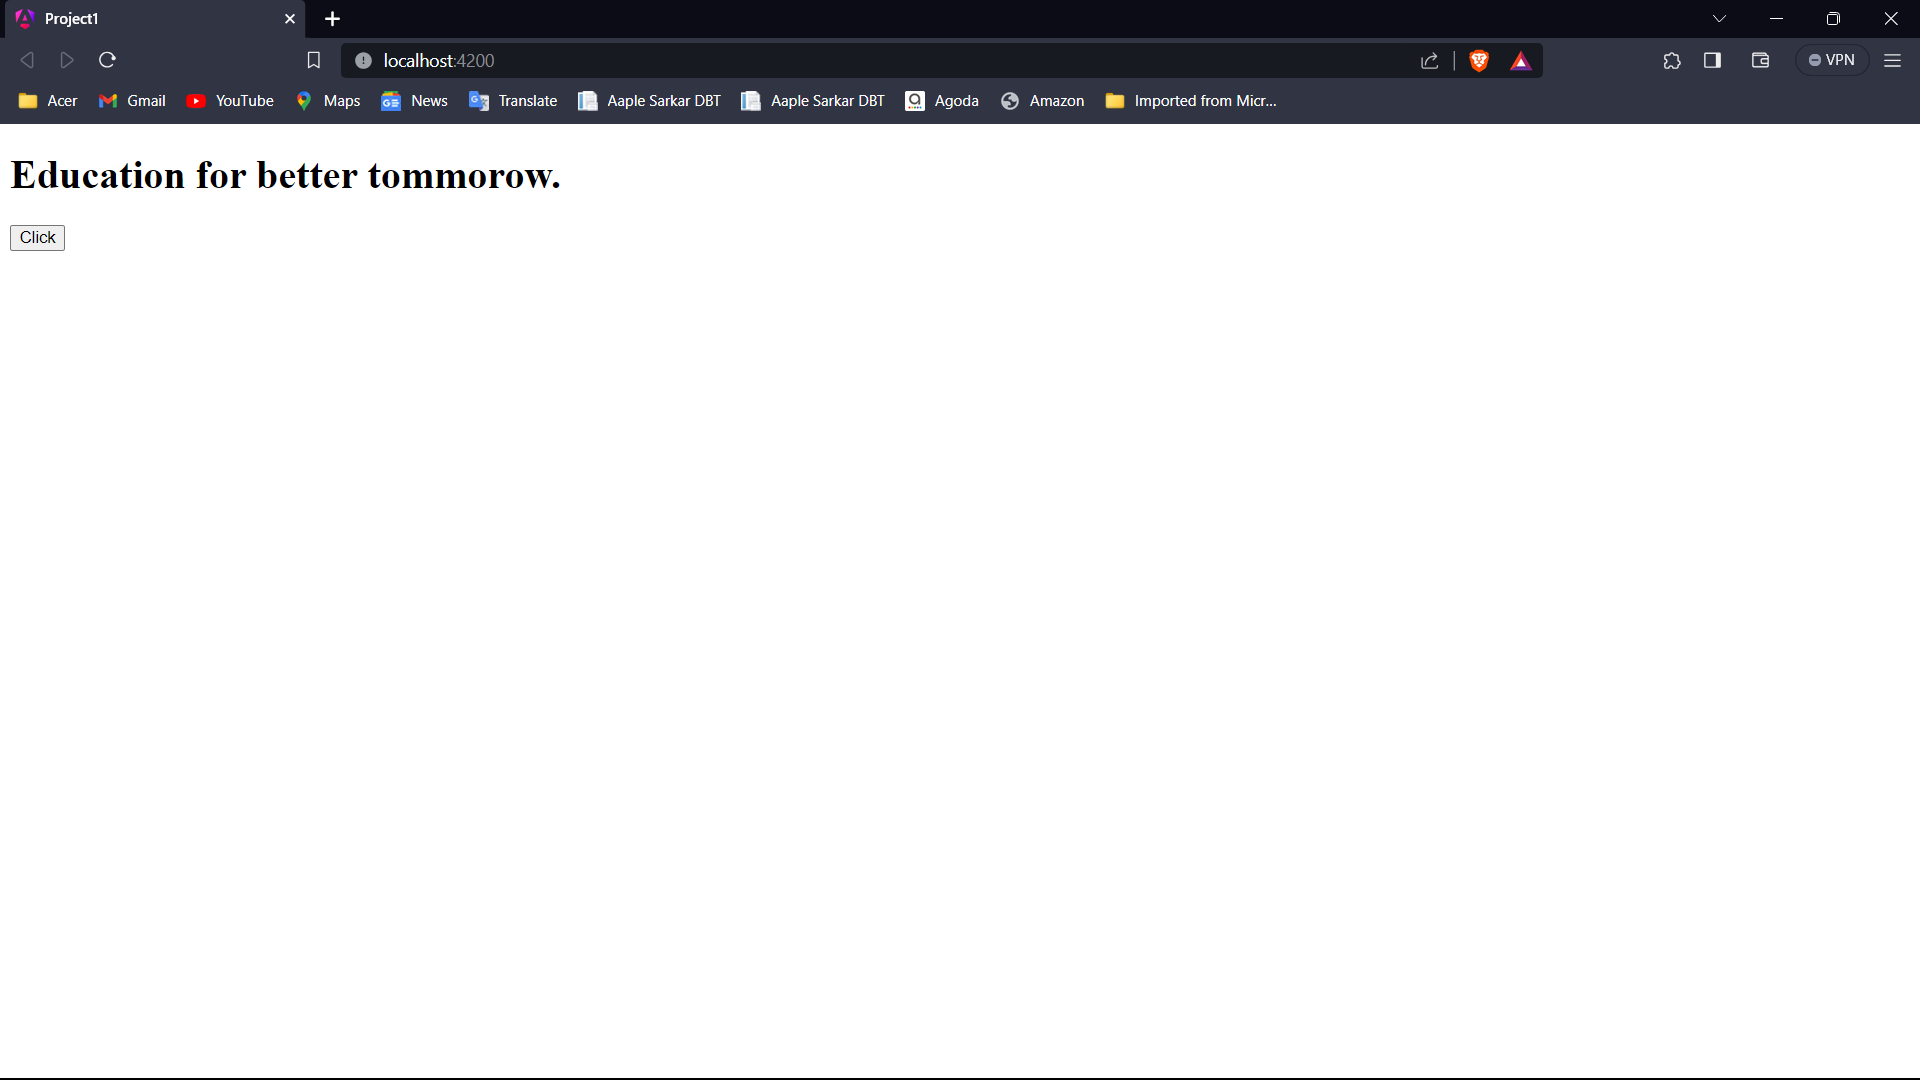 Project1
localhost:4200
VPN
Acer Gmail YouTube Maps News Translate Aaple Sarkar DBT Aaple Sarkar DBT Agoda Amazon Imported from Micr...
Education for better tommorow.
Click